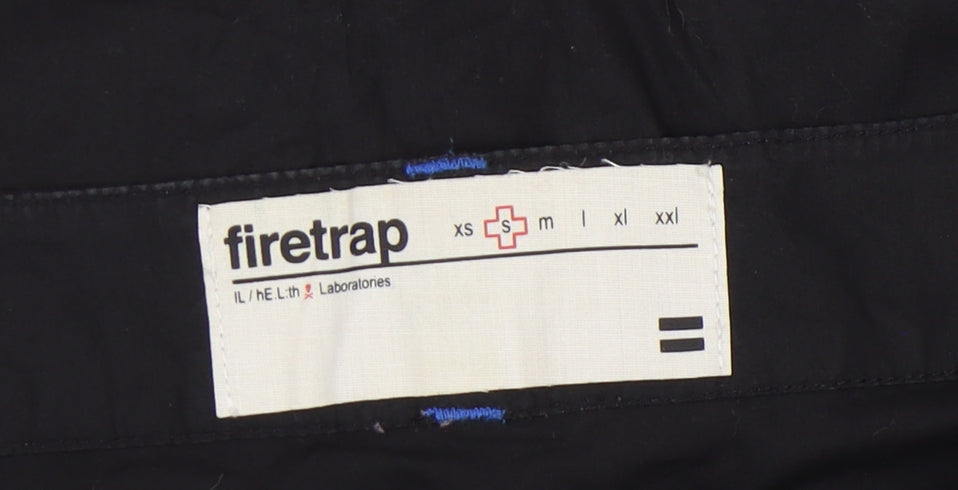 firetrap xs s m l xl xxl
IL / hE.L:th Laboratories